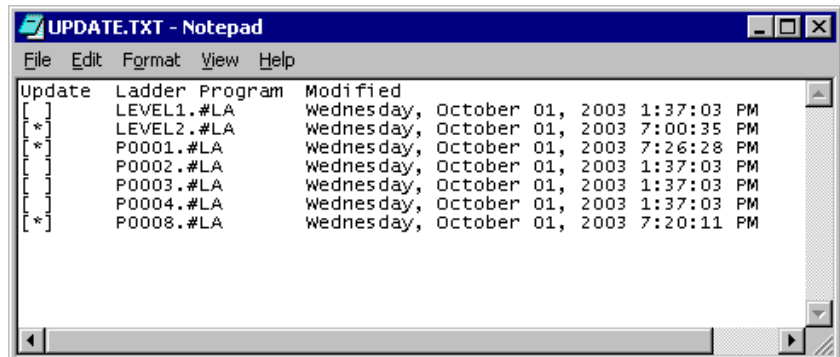 UPDATE.TXT - Notepad
File Edit Format View Help
Update Ladder Program Modified
[ ] LEVEL1.#LA Wednesday, October 01, 2003 1:37:03 PM
[*] LEVEL2.#LA Wednesday, October 01, 2003 7:00:35 PM
[*] P0001.#LA Wednesday, October 01, 2003 7:26:28 PM
[ ] P0002.#LA Wednesday, October 01, 2003 1:37:03 PM
[ ] P0003.#LA Wednesday, October 01, 2003 1:37:03 PM
[ ] P0004.#LA Wednesday, October 01, 2003 1:37:03 PM
[*] P0008.#LA Wednesday, October 01, 2003 7:20:11 PM